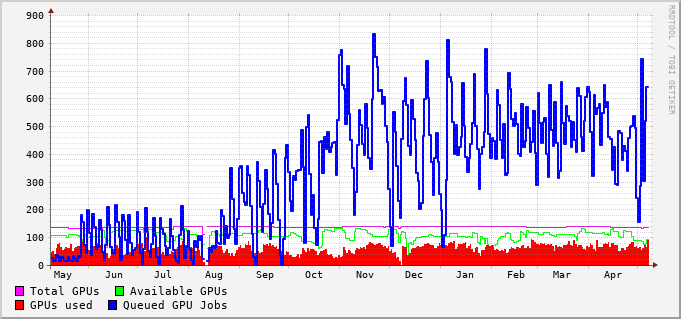 900
800
700
600
500
400
300
200
100
0
May Jun Jul Aug Sep Oct Nov Dec Jan Feb Mar Apr
Total GPUs Available GPUs
GPUs used Queued GPU Jobs
RRDTOOL / TOBI OETIKER